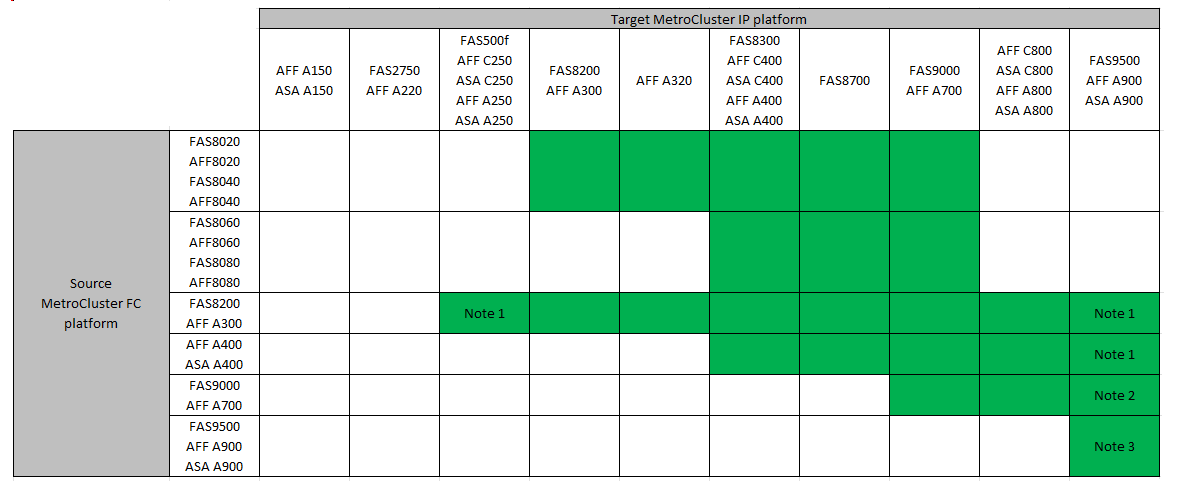 Target MetroCluster IP platform
AFF A150
ASA A150
FAS2750
AFF A220
FAS500f
AFF C250
ASA C250
AFF A250
ASA A250
FAS8200
AFF A300
AFF A320
FAS8300
AFF C400
ASA C400
AFF A400
ASA A400
FAS8700
FAS9000
AFF A700
AFF C800
ASA C800
AFF A800
ASA A800
FAS9500
AFF A900
ASA A900
Source
MetroCluster FC
platform
FAS8020
AFF8020
FAS8040
AFF8040
FAS8060
AFF8060
FAS8080
AFF8080
FAS8200
AFF A300
Note 1
Note 1
AFF A400
ASA A400
Note 1
FAS9000
AFF A700
Note 2
FAS9500
AFF A900
ASA A900
Note 3